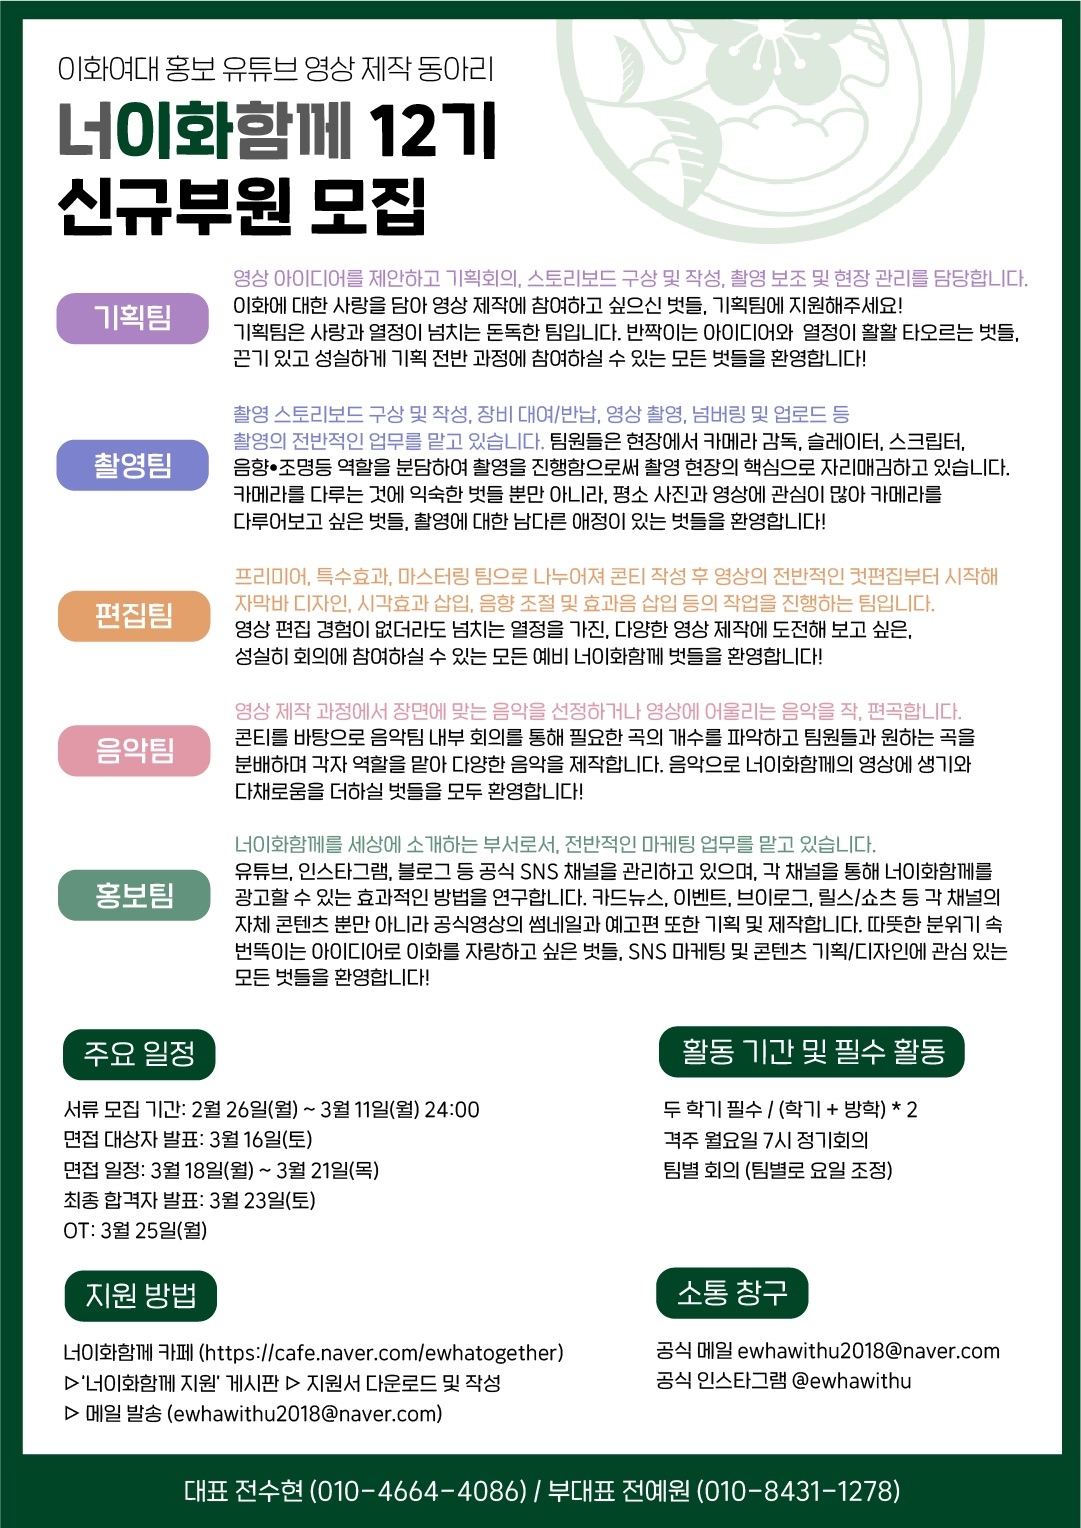 이화여대 홍보 유튜브 영상 제작 동아리
너이화함께 12기
신규부원 모집
기획팀
영상 아이디어를 제안하고 기획회의, 스토리보드 구상 및 작성, 촬영 보조 및 현장 관리를 담당합니다.
이화에 대한 사랑을 담아 영상 제작에 참여하고 싶으신 벗들, 기획팀에 지원해주세요!
기획팀은 사랑과 열정이 넘치는 돈독한 팀입니다. 반짝이는 아이디어와 열정이 활활 타오르는 벗들,
끈기 있고 성실하게 기획 전반 과정에 참여하실 수 있는 모든 벗들을 환영합니다!
촬영팀
촬영 스토리보드 구상 및 작성, 장비 대여/반납, 영상 촬영, 넘버링 및 업로드 등
촬영의 전반적인 업무를 맡고 있습니다. 팀원들은 현장에서 카메라 감독, 슬레이터, 스크립터,
음향•조명등 역할을 분담하여 촬영을 진행함으로써 촬영 현장의 핵심으로 자리매김하고 있습니다.
카메라를 다루는 것에 익숙한 벗들 뿐만 아니라, 평소 사진과 영상에 관심이 많아 카메라를
다루어보고 싶은 벗들, 촬영에 대한 남다른 애정이 있는 벗들을 환영합니다!
편집팀
프리미어, 특수효과, 마스터링 팀으로 나누어져 콘티 작성 후 영상의 전반적인 컷편집부터 시작해
자막바 디자인, 시각효과 삽입, 음향 조절 및 효과음 삽입 등의 작업을 진행하는 팀입니다.
영상 편집 경험이 없더라도 넘치는 열정을 가진, 다양한 영상 제작에 도전해 보고 싶은,
성실히 회의에 참여하실 수 있는 모든 예비 너이화함께 벗들을 환영합니다!
음악팀
영상 제작 과정에서 장면에 맞는 음악을 선정하거나 영상에 어울리는 음악을 작, 편곡합니다.
콘티를 바탕으로 음악팀 내부 회의를 통해 필요한 곡의 개수를 파악하고 팀원들과 원하는 곡을
분배하며 각자 역할을 맡아 다양한 음악을 제작합니다. 음악으로 너이화함께의 영상에 생기와
다채로움을 더하실 벗들을 모두 환영합니다!
홍보팀
너이화함께를 세상에 소개하는 부서로서, 전반적인 마케팅 업무를 맡고 있습니다.
유튜브, 인스타그램, 블로그 등 공식 SNS 채널을 관리하고 있으며, 각 채널을 통해 너이화함께를
광고할 수 있는 효과적인 방법을 연구합니다. 카드뉴스, 이벤트, 브이로그, 릴스/쇼츠 등 각 채널의
자체 콘텐츠 뿐만 아니라 공식영상의 썸네일과 예고편 또한 기획 및 제작합니다. 따뜻한 분위기 속
번뜩이는 아이디어로 이화를 자랑하고 싶은 벗들, SNS 마케팅 및 콘텐츠 기획/디자인에 관심 있는
모든 벗들을 환영합니다!
주요 일정
서류 모집 기간: 2월 26일(월) ~ 3월 11일(월) 24:00
면접 대상자 발표: 3월 16일(토)
면접 일정: 3월 18일(월) ~ 3월 21일(목)
최종 합격자 발표: 3월 23일(토)
OT: 3월 25일(월)
활동 기간 및 필수 활동
두 학기 필수 / (학기 + 방학) * 2
격주 월요일 7시 정기회의
팀별 회의 (팀별로 요일 조정)
지원 방법
너이화함께 카페 (https://cafe.naver.com/ewhatogether)
▷‘너이화함께 지원’ 게시판 ▷ 지원서 다운로드 및 작성
▷ 메일 발송 (ewhawithu2018@naver.com)
소통 창구
공식 메일 ewhawithu2018@naver.com
공식 인스타그램 @ewhawithu
대표 전수현 (010-4664-4086) / 부대표 전예원 (010-8431-1278)